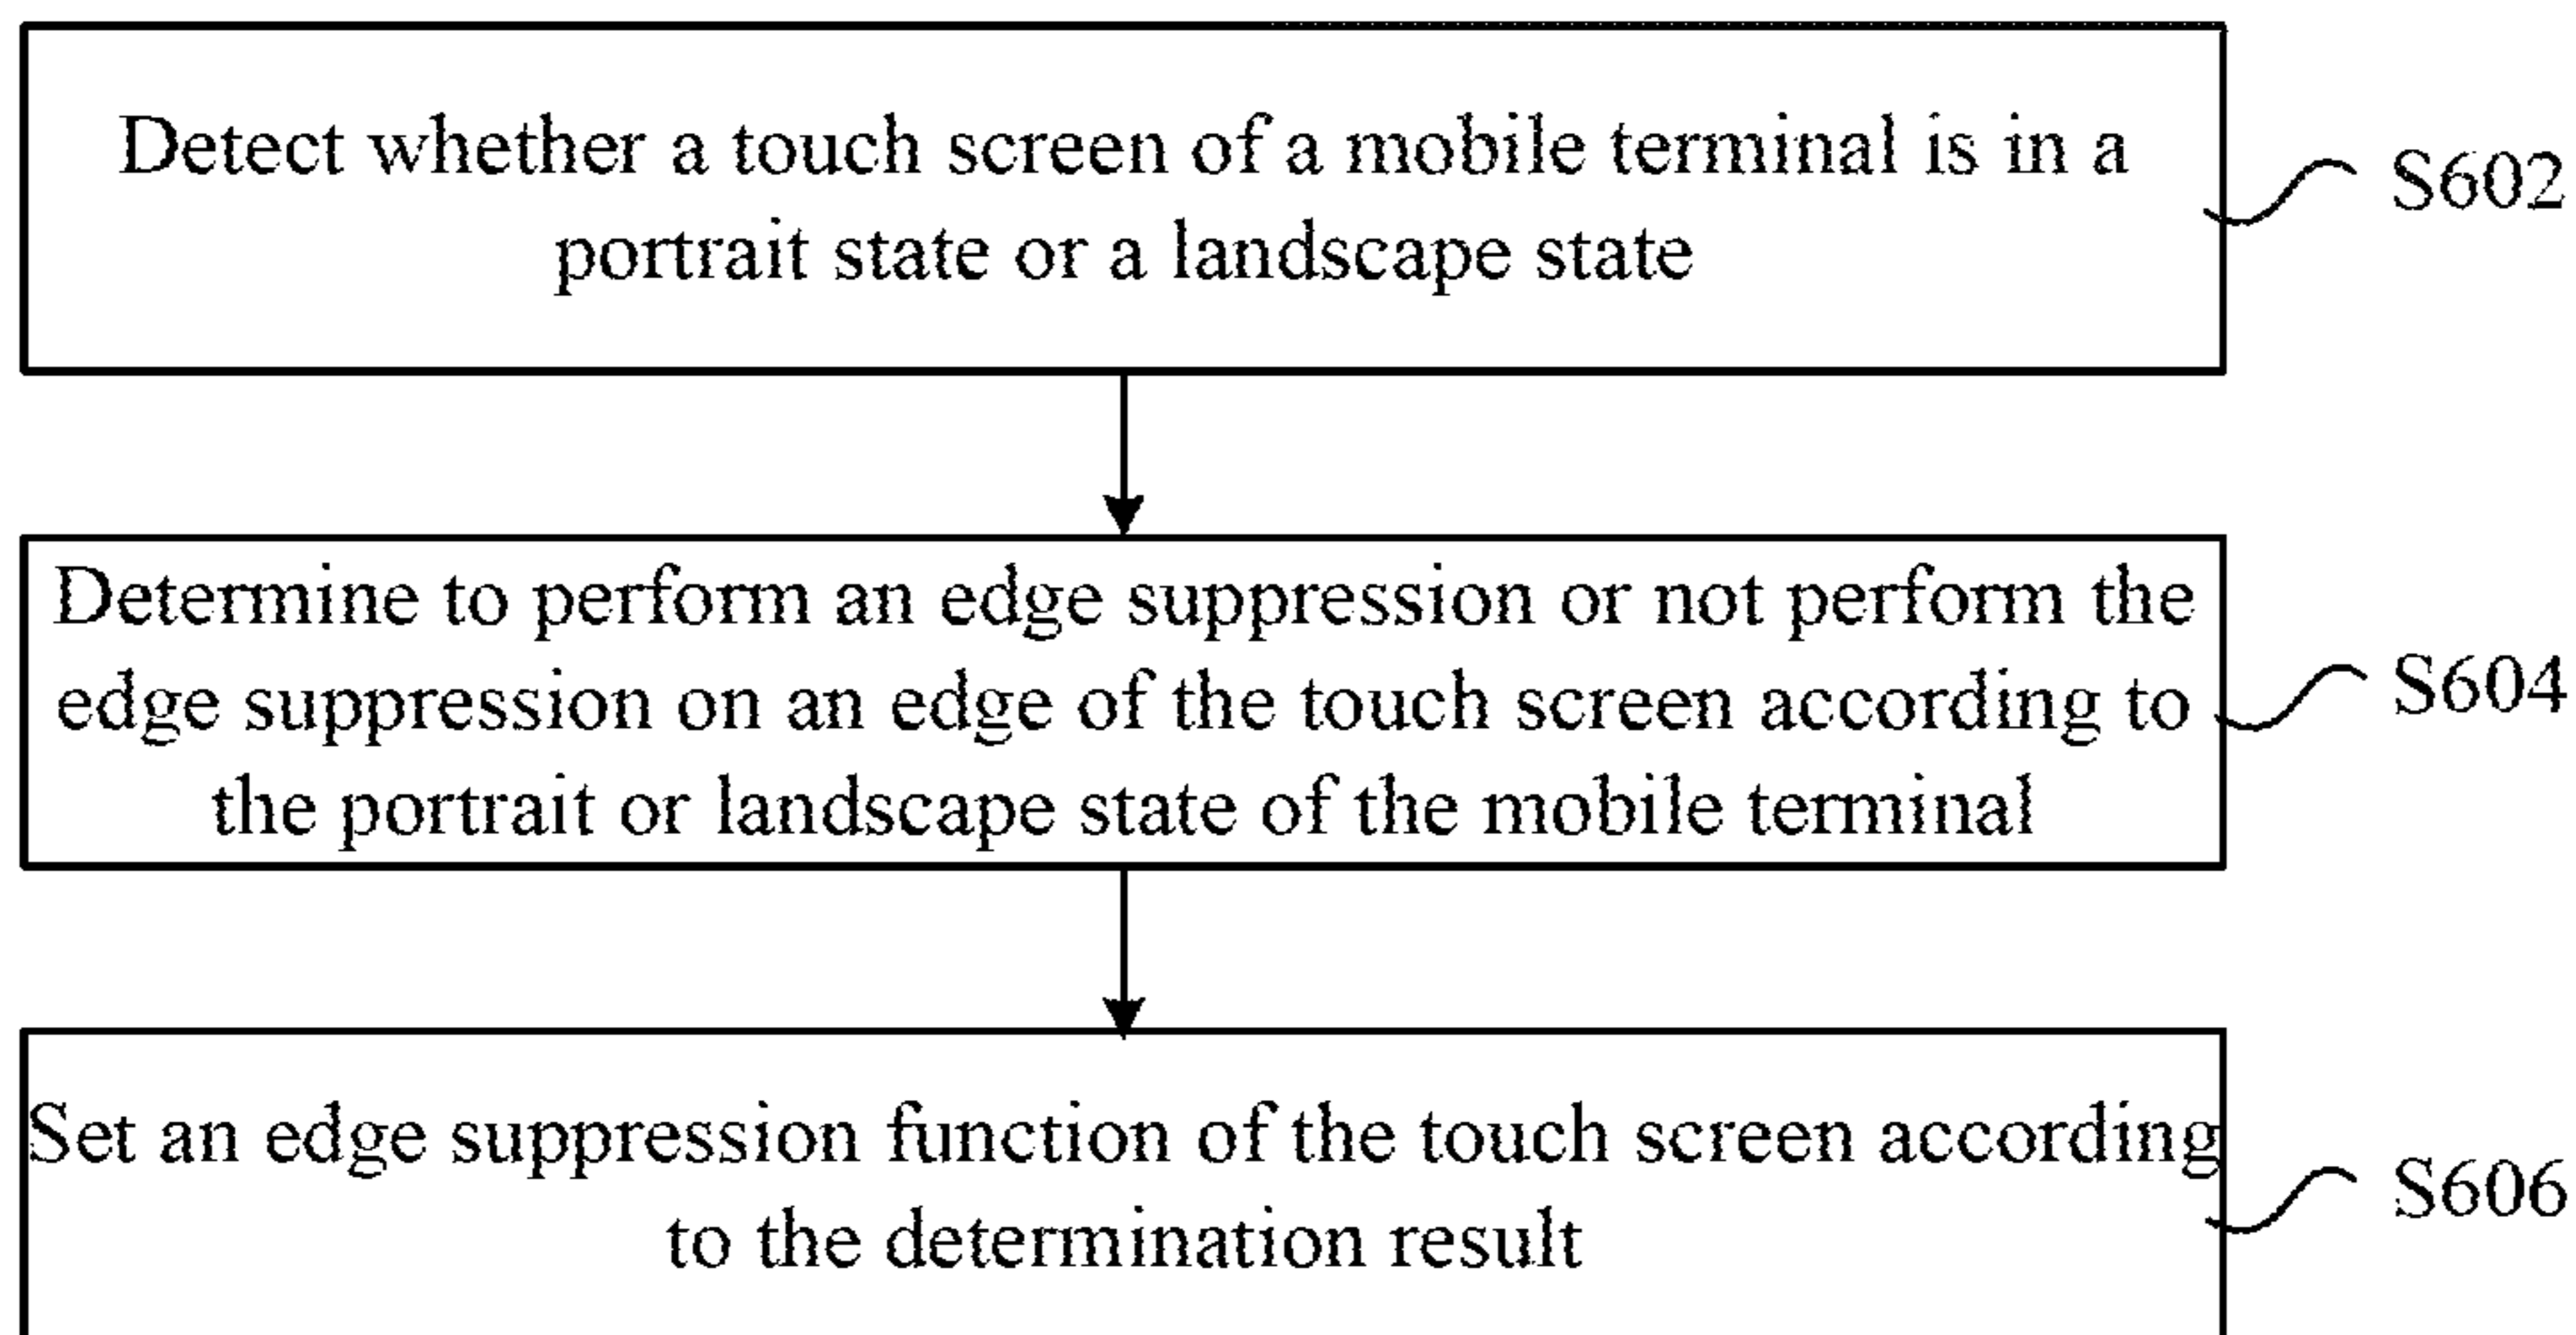 Detect whether a touch screen of a mobile terminal is in a
portrait state or a landscape state
S602
Determine to perform an edge suppression or not perform the
edge suppression on an edge of the touch screen according to
the portrait or landscape state of the mobile terminal
S604
Set an edge suppression function of the touch screen according
to the determination result
S606